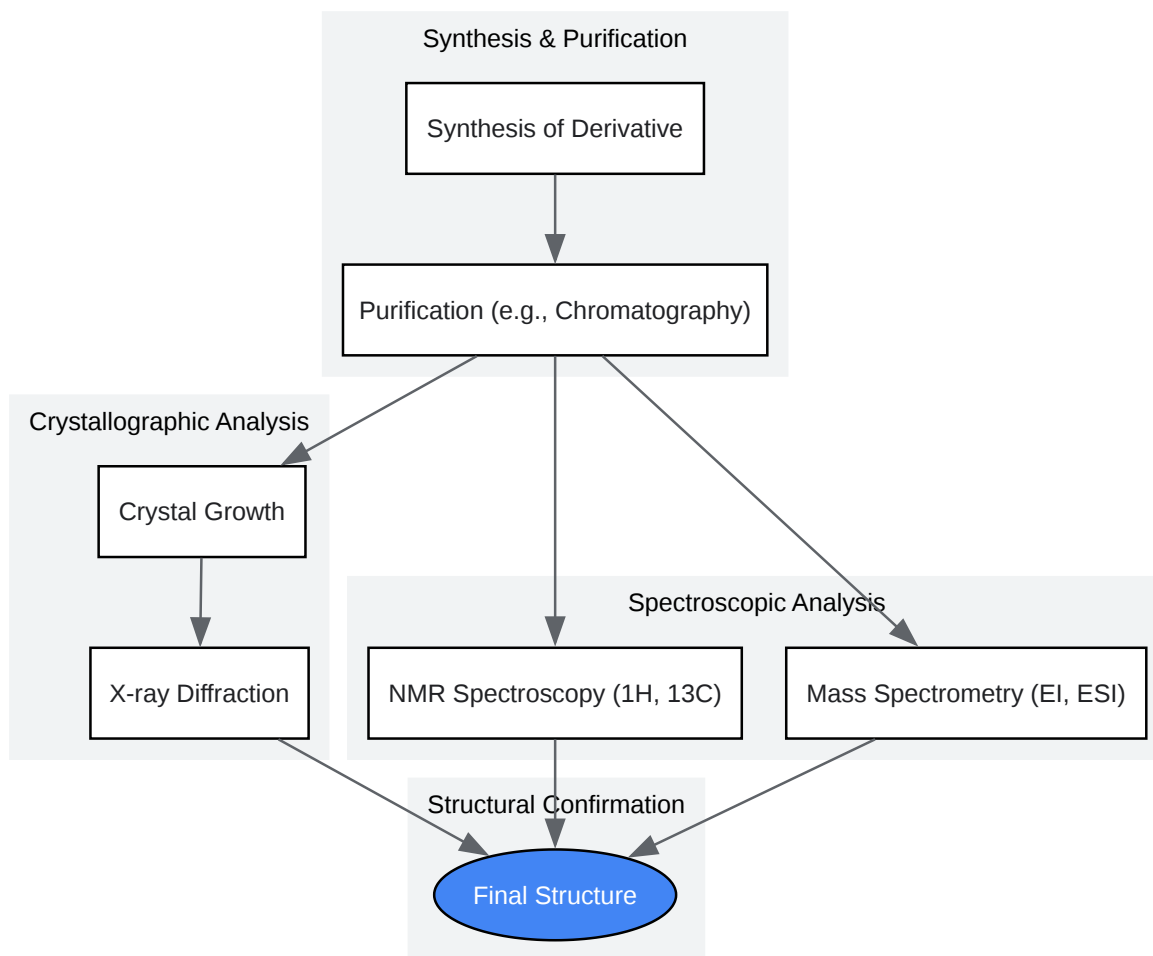 Synthesis & Purification
Synthesis of Derivative
Purification (e.g., Chromatography)
Crystallographic Analysis
Crystal Growth
Spectroscopic Analysis
X-ray Diffraction
NMR Spectroscopy (1H, 13C)
Mass Spectrometry (EI, ESI)
Structural Confirmation
Final Structure